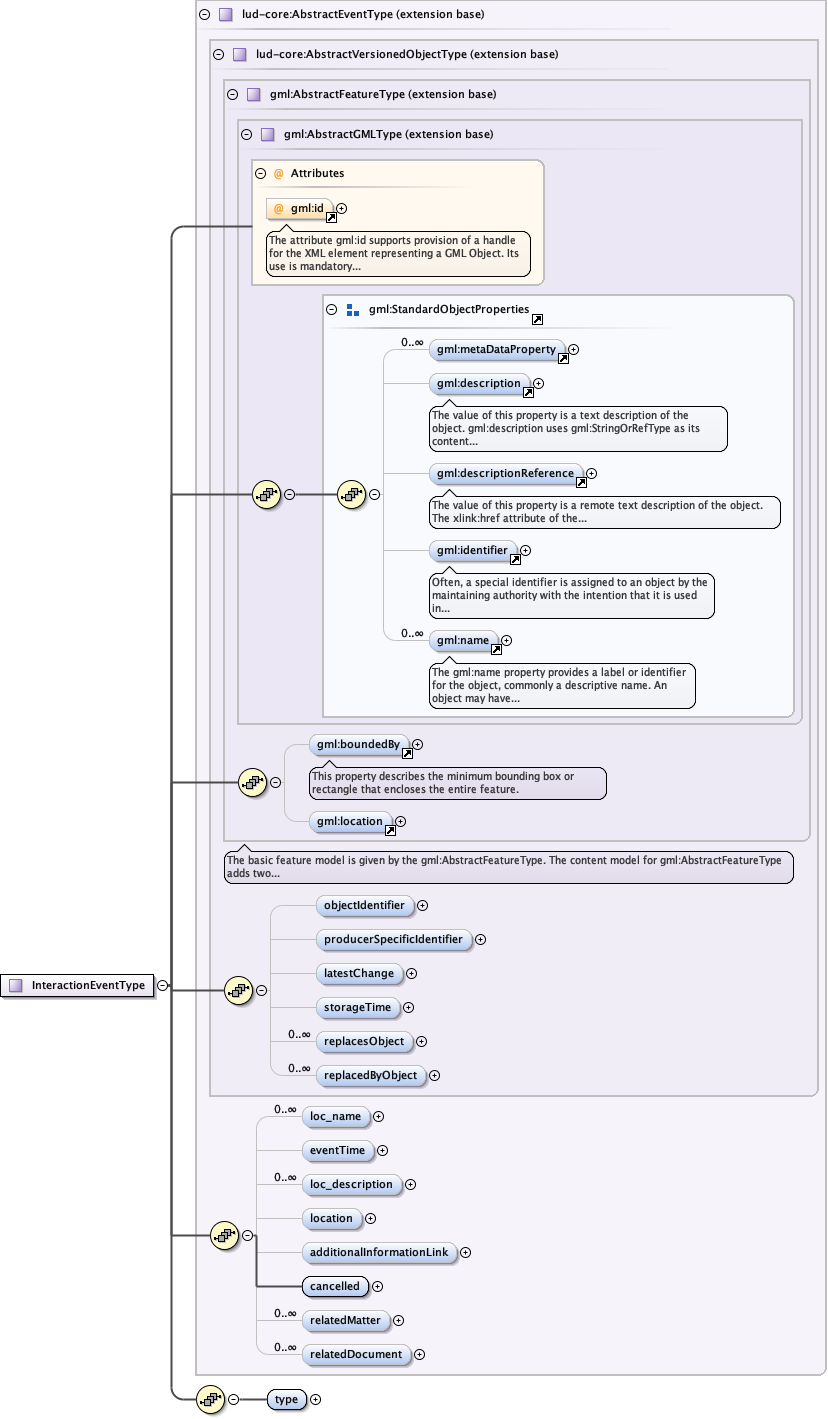 lud-core:AbstractEventType (extension base)
lud-core:AbstractVersionedObjectType (extension base)
gml:AbstractFeatureType (extension base)
gml:AbstractGMLType (extension base)
@ Attributes
@ gml:id
The attribute gml:id supports provision of a handle
for the XML element representing a GML Object. Its
use is mandatory...
gml:StandardObjectProperties
0..∞
gml:metaDataProperty
gml:description
The value of this property is a text description of the
object. gml:description uses gml:StringOrRefType as its
content...
gml:descriptionReference
The value of this property is a remote text description of the object.
The xlink:href attribute of the...
gml:identifier
Often, a special identifier is assigned to an object by the
maintaining authority with the intention that it is used
in...
0..∞
gml:name
The gml:name property provides a label or identifier
for the object, commonly a descriptive name. An
object may have...
gml:boundedBy
This property describes the minimum bounding box or
rectangle that encloses the entire feature.
gml:location
The basic feature model is given by the gml:AbstractFeatureType. The content model for gml:AbstractFeatureType
adds two...
objectIdentifier
producerSpecificIdentifier
latestChange
InteractionEventType
storageTime
0..∞
replacesObject
0..∞
replacedByObject
0..∞
loc_name
eventTime
0..∞
loc_description
location
additionalInformationLink
cancelled
0..∞
relatedMatter
0..∞
relatedDocument
type